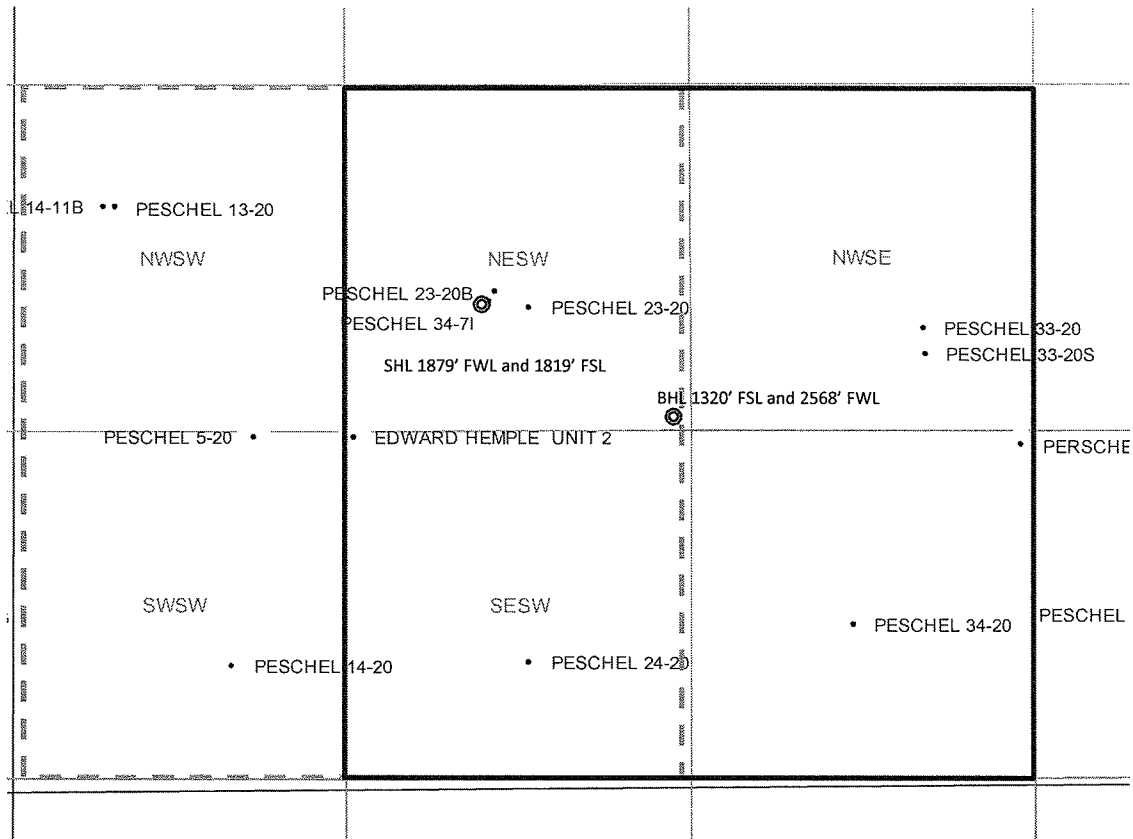 L 14-11B
PESCHEL 13-20
NWSW
NESW
NWSE
PESCHEL 23-20B
PESCHEL 23-20
PESCHEL 34-7I
PESCHEL 33-20
PESCHEL 33-20S
SHL 1879' FWL and 1819' FSL
BHL 1320' FSL and 2568' FWL
PESCHEL 5-20
EDWARD HEMPLE UNIT 2
PERSCHE
SWSW
SESW
PESCHEL
PESCHEL 34-20
PESCHEL 14-20
PESCHEL 24-20